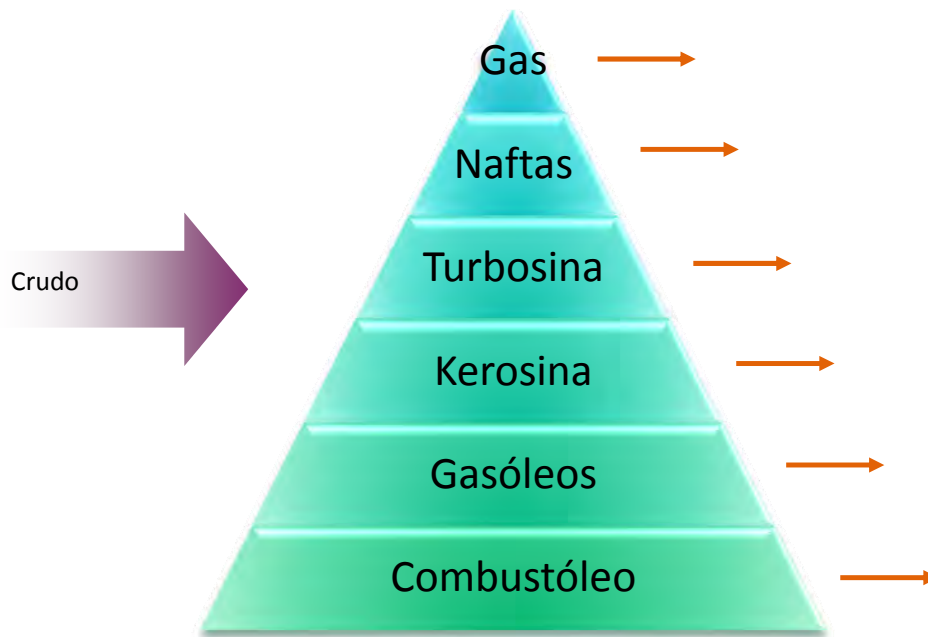 Gas
Naftas
Crudo
Turbosina
Kerosina
Gasóleos
Combustóleo